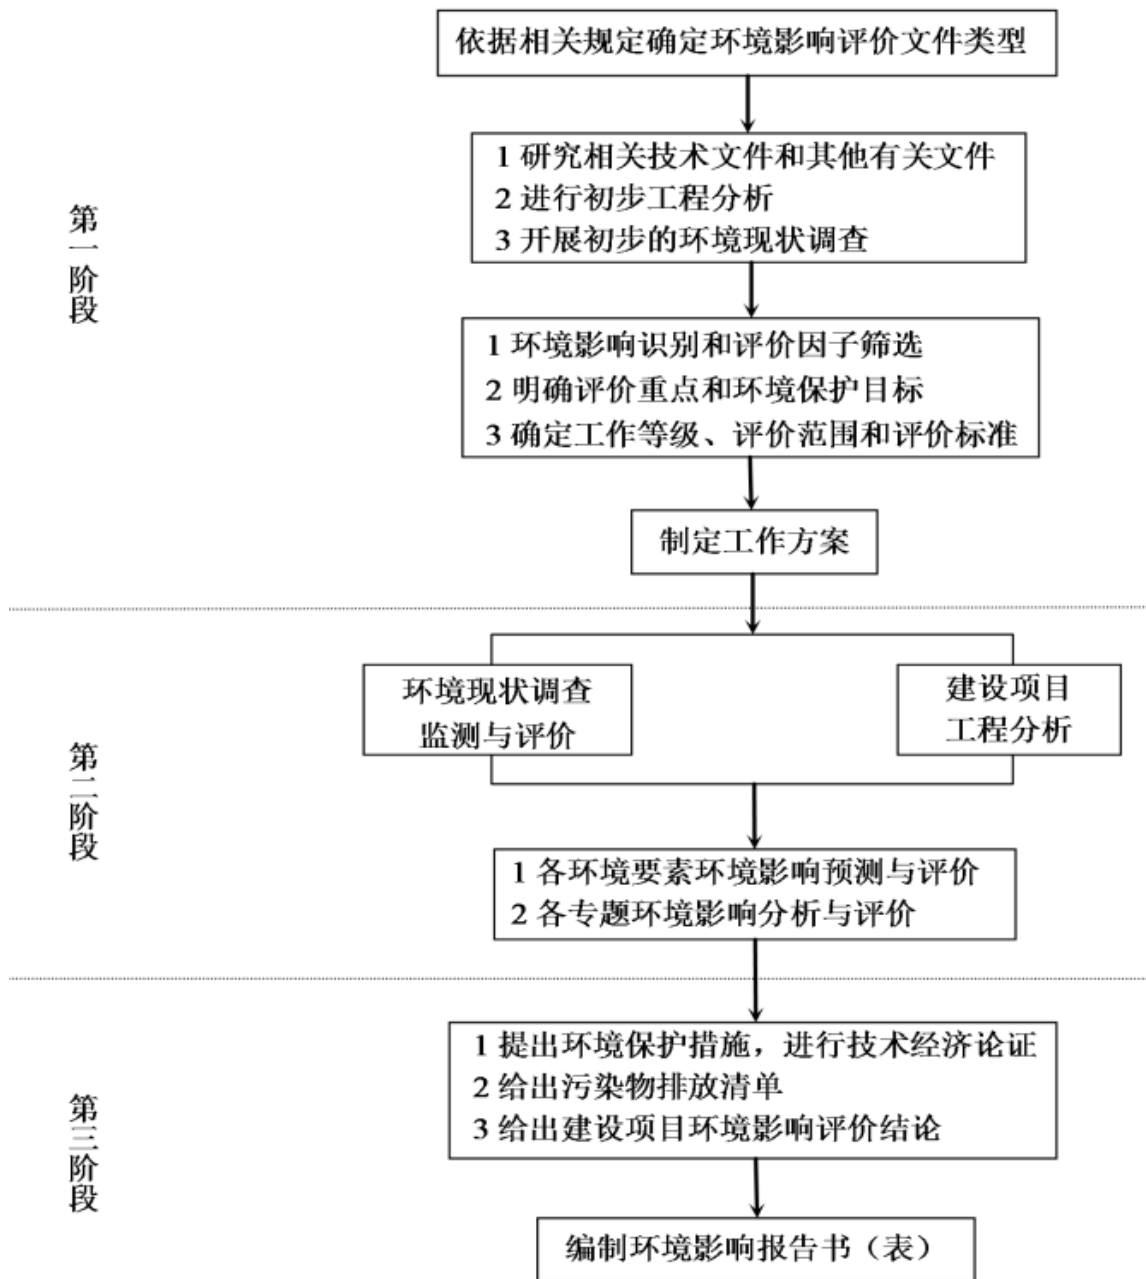 依据相关规定确定环境影响评价文件类型
第一阶段
1 研究相关技术文件和其他有关文件
2 进行初步工程分析
3 开展初步的环境现状调查
1 环境影响识别和评价因子筛选
2 明确评价重点和环境保护目标
3 确定工作等级、评价范围和评价标准
制定工作方案
第二阶段
环境现状调查
监测与评价
建设项目
工程分析
1 各环境要素环境影响预测与评价
2 各专题环境影响分析与评价
第三阶段
1 提出环境保护措施，进行技术经济论证
2 给出污染物排放清单
3 给出建设项目环境影响评价结论
编制环境影响报告书（表）